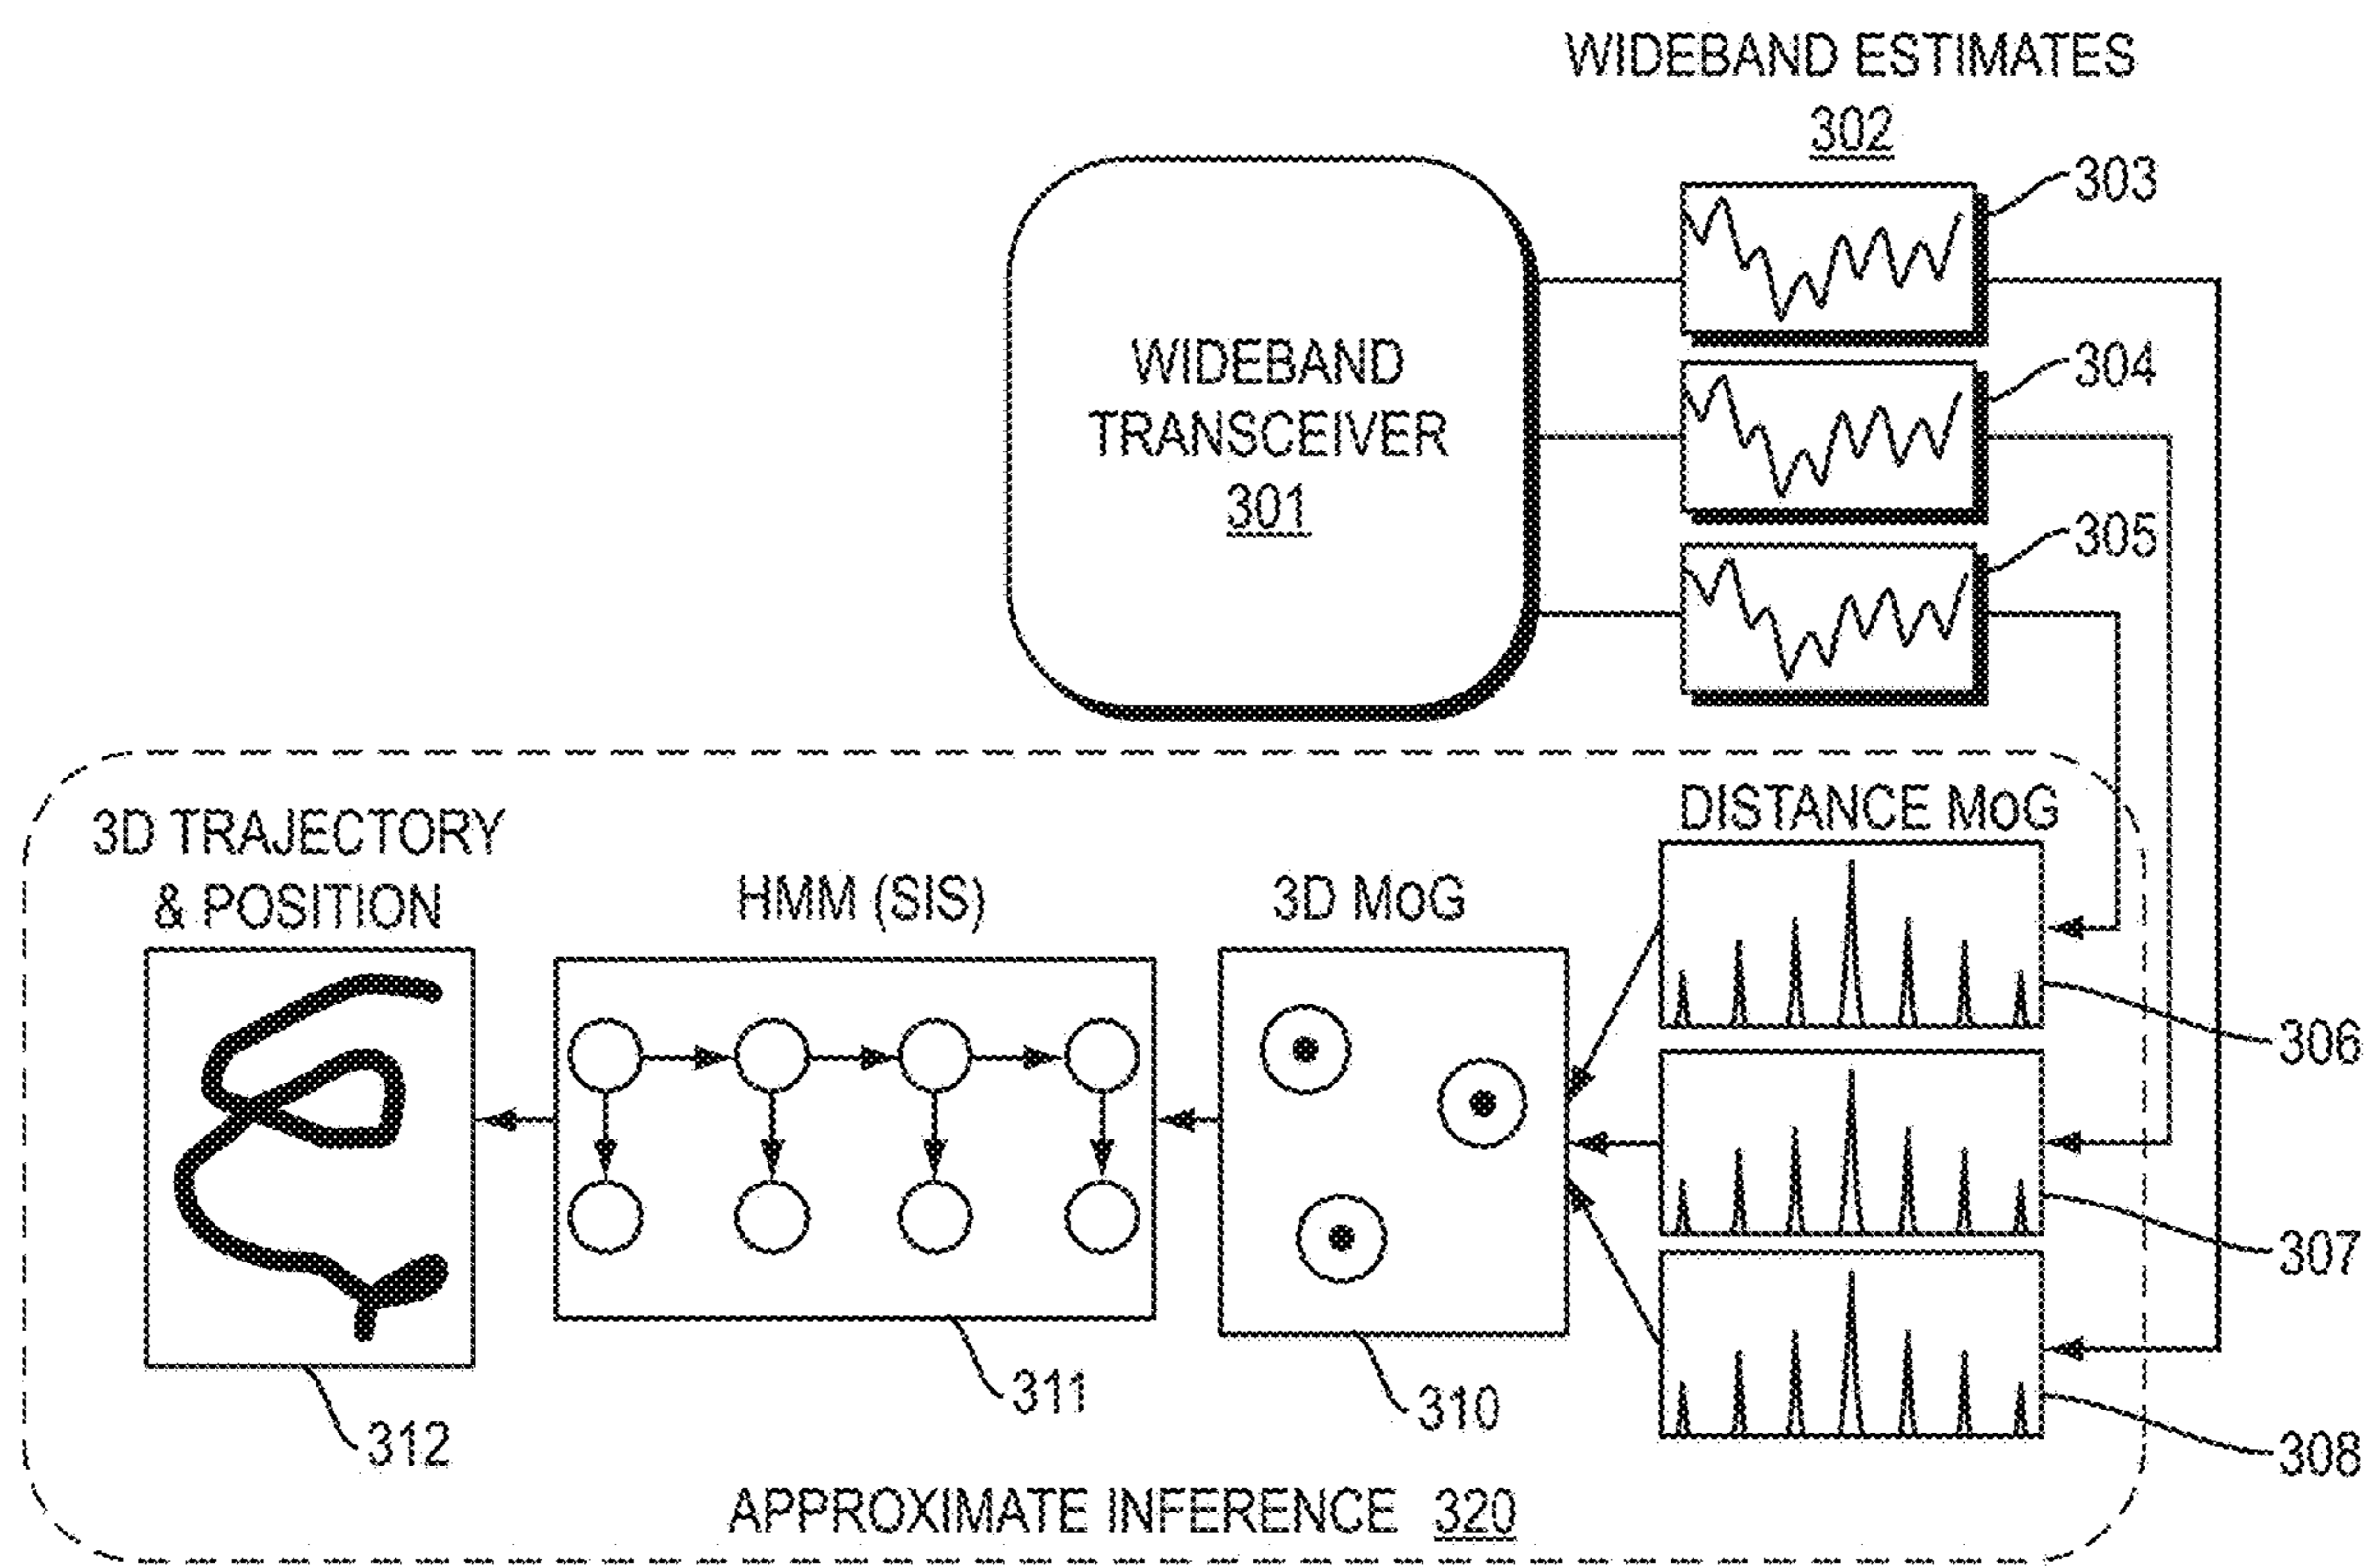 WIDEBAND ESTIMATES
302
303
WIDEBAND
TRANSCEIVER
301
304
305
DISTANCE MoG
3D TRAJECTORY
& POSITION
HMM (SIS)
3D MoG
306
307
308
310
311
312
APPROXIMATE INFERENCE 320